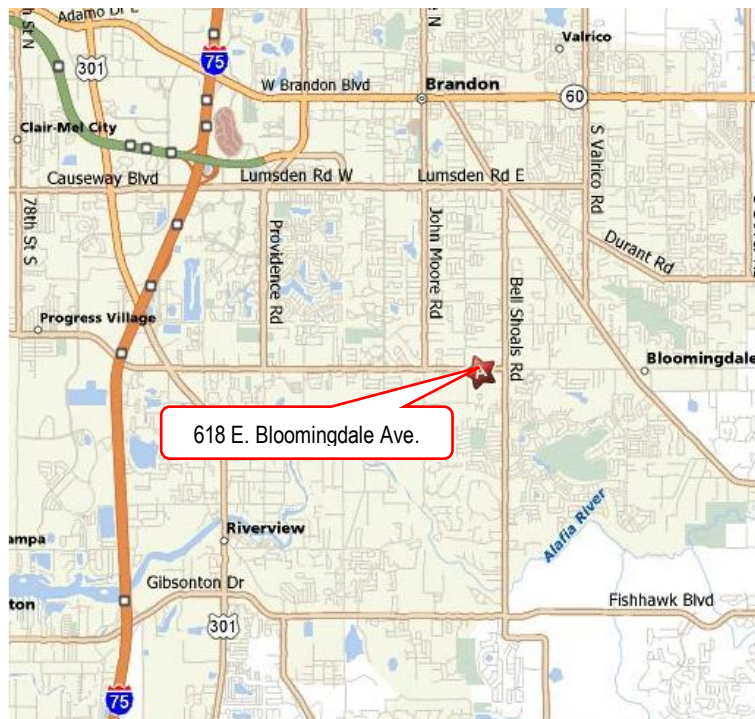 Adamo Dr E
Valrico
301
75
W Brandon Blvd
Brandon
60
Clair-Mel City
Causeway Blvd
Lumsden Rd W
Lumsden Rd E
S Valrico Rd
78th St S
Providence Rd
John Moore Rd
Durant Rd
Bell Shoals Rd
Progress Village
Bloomingdale
A
618 E. Bloomingdale Ave.
Riverview
Alafia River
ampa
Gibsonton Dr
ton
Fishhawk Blvd
301
75